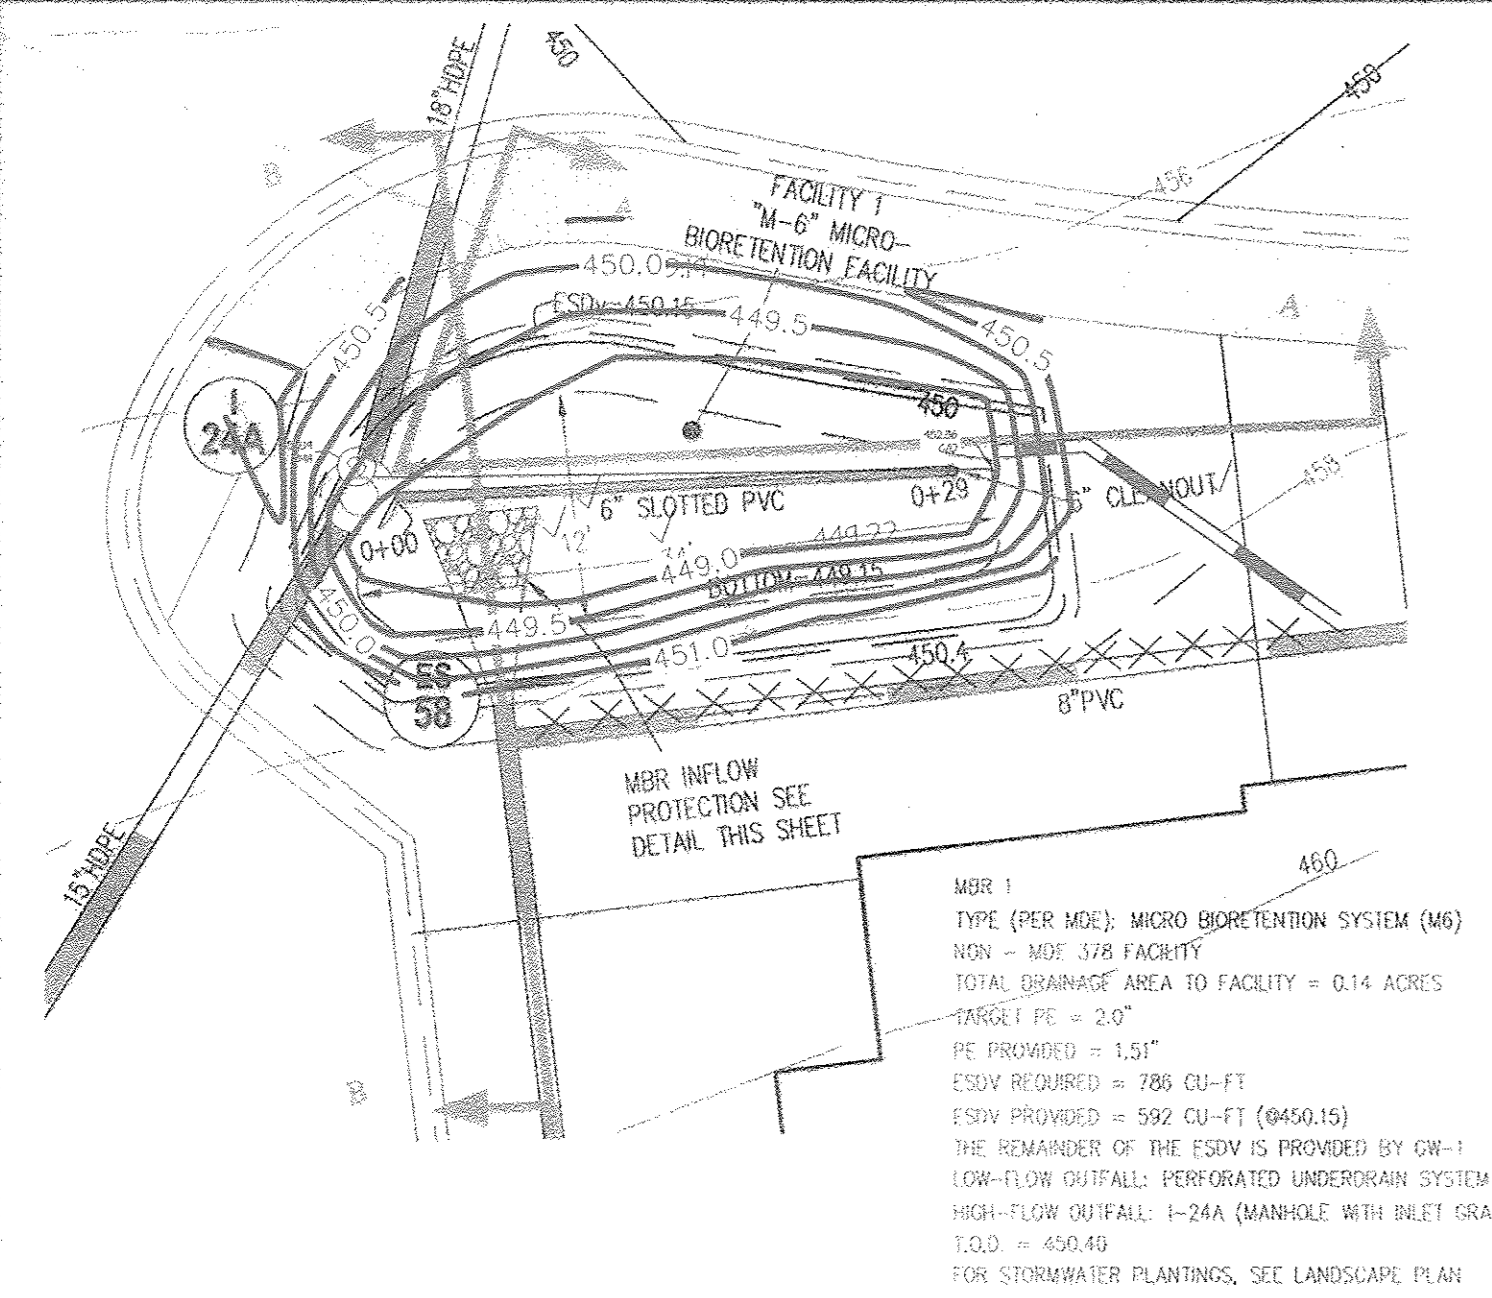 18"HDPE
450
450
456
B
A
FACILITY 1
"M-6" MICRO-
BIORETENTION FACILITY
450.0
ESDv-450.15
449.5
450.5
450.5
A
24A
450
0+29
6" CLEANOUT
458
6" SLOTTED PVC
0+00
12'
449.0
BOTTOM=449.15
450.0
449.5
451.0
450.4
ES
58
8"PVC
MBR INFLOW
PROTECTION SEE
DETAIL THIS SHEET
15"HDPE
460
B
MBR 1
TYPE (PER MDE): MICRO BIORETENTION SYSTEM (M6)
NON - MDE 378 FACILITY
TOTAL DRAINAGE AREA TO FACILITY = 0.14 ACRES
TARGET PE = 2.0"
PE PROVIDED = 1.51"
ESDV REQUIRED = 786 CU-FT
ESDV PROVIDED = 592 CU-FT (@450.15)
THE REMAINDER OF THE ESDV IS PROVIDED BY GW-1
LOW-FLOW OUTFALL: PERFORATED UNDERDRAIN SYSTEM
HIGH-FLOW OUTFALL: I-24A (MANHOLE WITH INLET GRA
T.O.D. = 450.40
FOR STORMWATER PLANTINGS, SEE LANDSCAPE PLAN